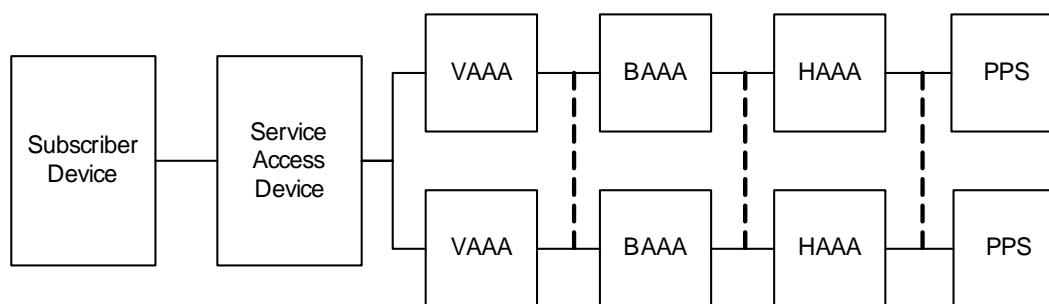 Subscriber
Device
Service
Access
Device
VAAA
BAAA
HAAA
PPS
VAAA
BAAA
HAAA
PPS